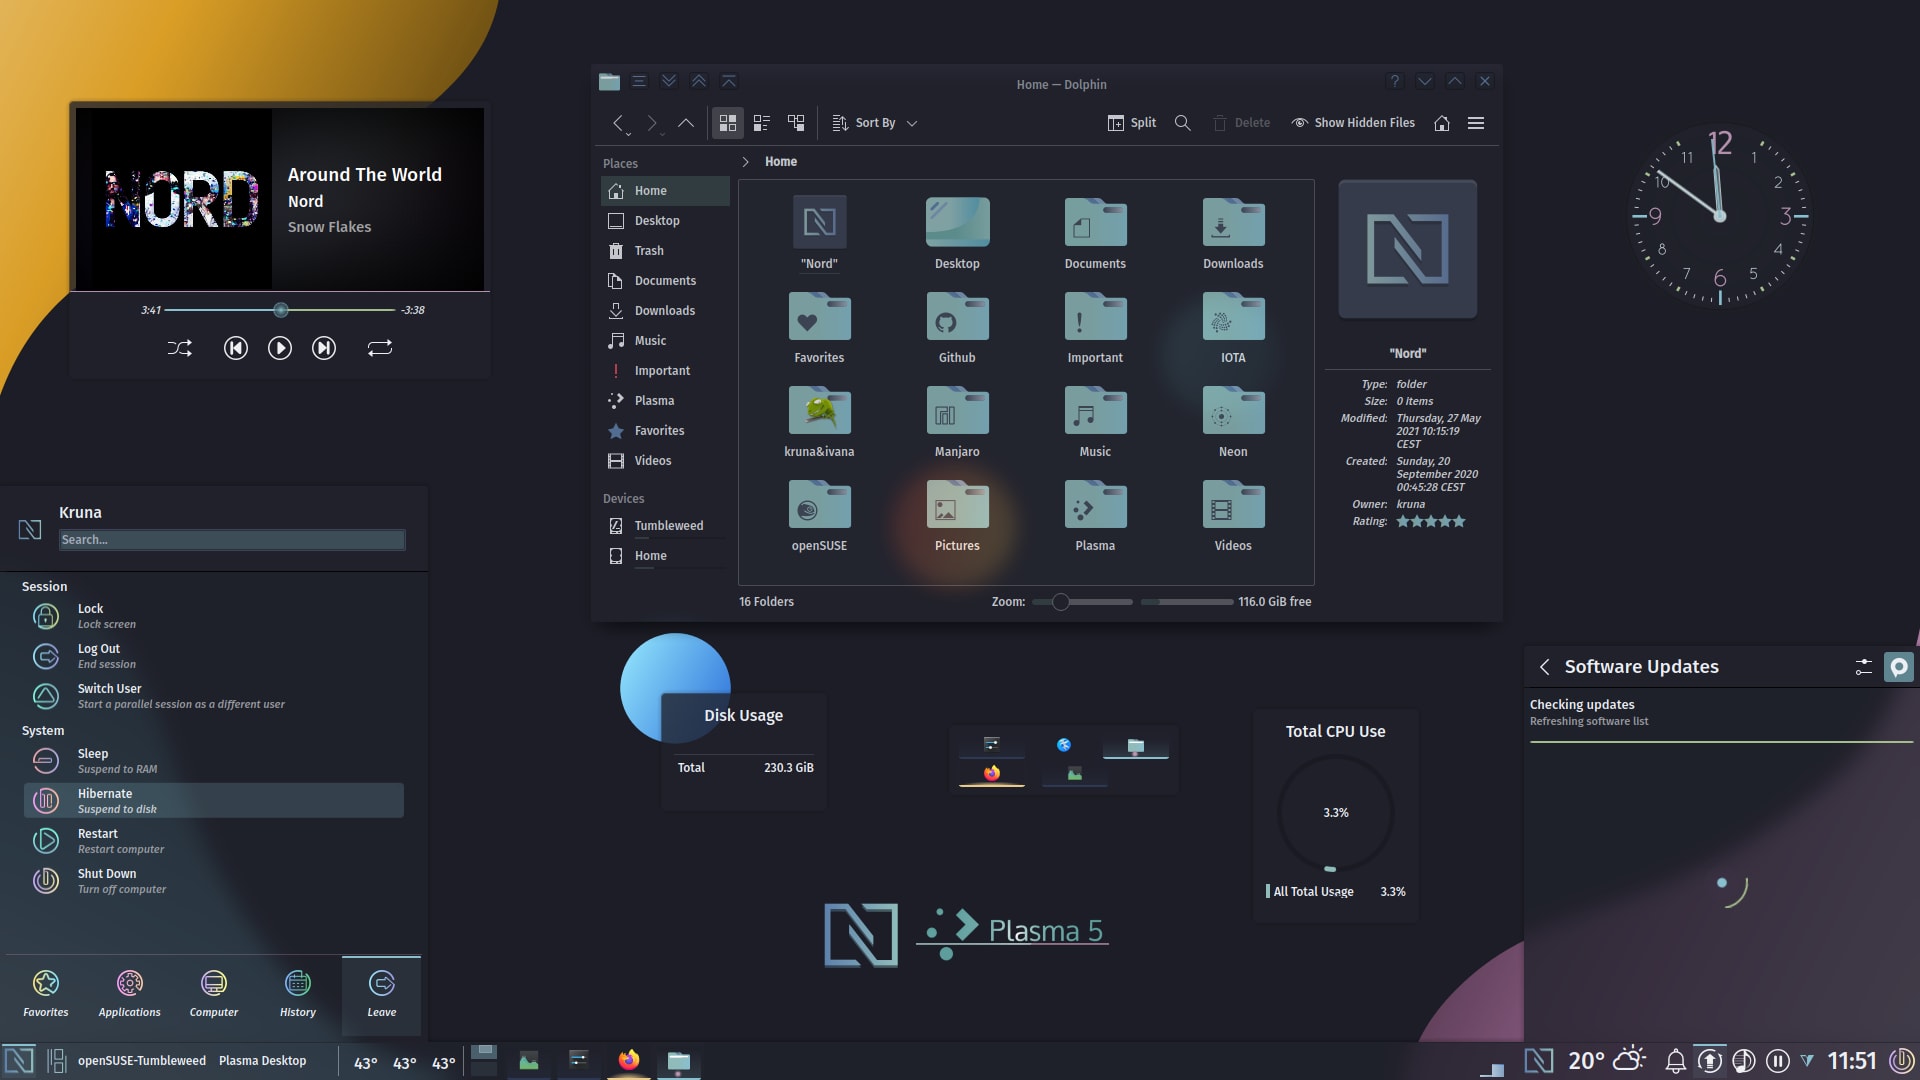 NORD
Around The World
Nord
Snow Flakes
3:41
-3:38
Home — Dolphin
Sort By
Split
Delete
Show Hidden Files
Places
Home
Desktop
Trash
Documents
Downloads
Music
Important
Plasma
Favorites
Videos
Devices
Tumbleweed
Home
Home
"Nord"
Desktop
Documents
Downloads
Favorites
Github
Important
IOTA
kruna&ivana
Manjaro
Music
Neon
openSUSE
Pictures
Plasma
Videos
16 Folders
Zoom:
116.0 GiB free
"Nord"
Type: folder
Size: 0 Items
Modified: Thursday, 27 May
2021 10:15:19
CEST
Created: Sunday, 20
September 2020
00:45:28 CEST
Owner: kruna
Rating:
12
1
2
3
4
5
6
7
8
9
10
11
Kruna
Search...
Session
Lock
Lock screen
Log Out
End session
Switch User
Start a parallel session as a different user
System
Sleep
Suspend to RAM
Hibernate
Suspend to disk
Restart
Restart computer
Shut Down
Turn off computer
Favorites
Applications
Computer
History
Leave
Disk Usage
Total 230.3 GiB
Total CPU Use
3.3%
All Total Usage 3.3%
Plasma 5
Software Updates
Checking updates
Refreshing software list
openSUSE-Tumbleweed Plasma Desktop
43° 43° 43°
20°
11:51